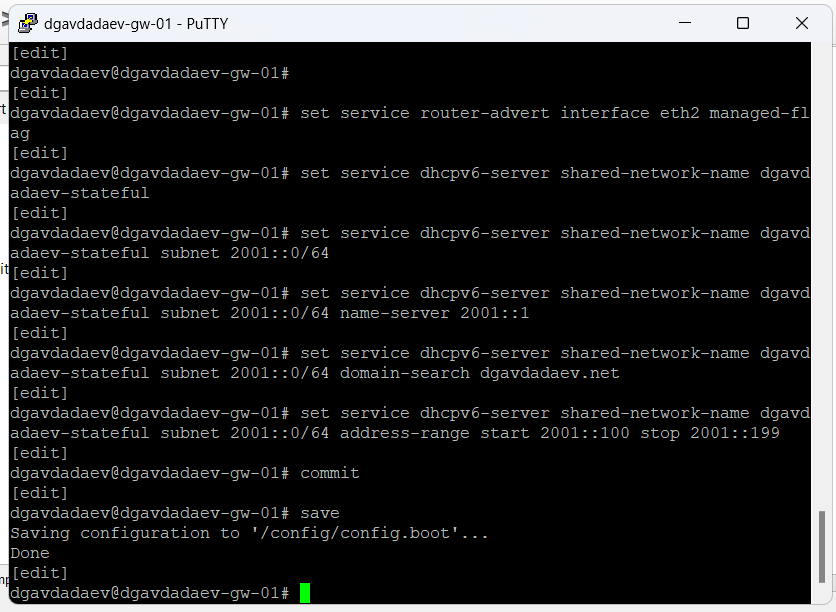 dgavdadaev-gw-01 - PuTTY
[edit]
dgavdadaev@dgavdadaev-gw-01#
[edit]
dgavdadaev@dgavdadaev-gw-01# set service router-advert interface eth2 managed-fl
ag
[edit]
dgavdadaev@dgavdadaev-gw-01# set service dhcpv6-server shared-network-name dgavd
adaev-stateful
[edit]
dgavdadaev@dgavdadaev-gw-01# set service dhcpv6-server shared-network-name dgavd
adaev-stateful subnet 2001::0/64
[edit]
dgavdadaev@dgavdadaev-gw-01# set service dhcpv6-server shared-network-name dgavd
adaev-stateful subnet 2001::0/64 name-server 2001::1
[edit]
dgavdadaev@dgavdadaev-gw-01# set service dhcpv6-server shared-network-name dgavd
adaev-stateful subnet 2001::0/64 domain-search dgavdadaev.net
[edit]
dgavdadaev@dgavdadaev-gw-01# set service dhcpv6-server shared-network-name dgavd
adaev-stateful subnet 2001::0/64 address-range start 2001::100 stop 2001::199
[edit]
dgavdadaev@dgavdadaev-gw-01# commit
[edit]
dgavdadaev@dgavdadaev-gw-01# save
Saving configuration to '/config/config.boot'...
Done
[edit]
dgavdadaev@dgavdadaev-gw-01#